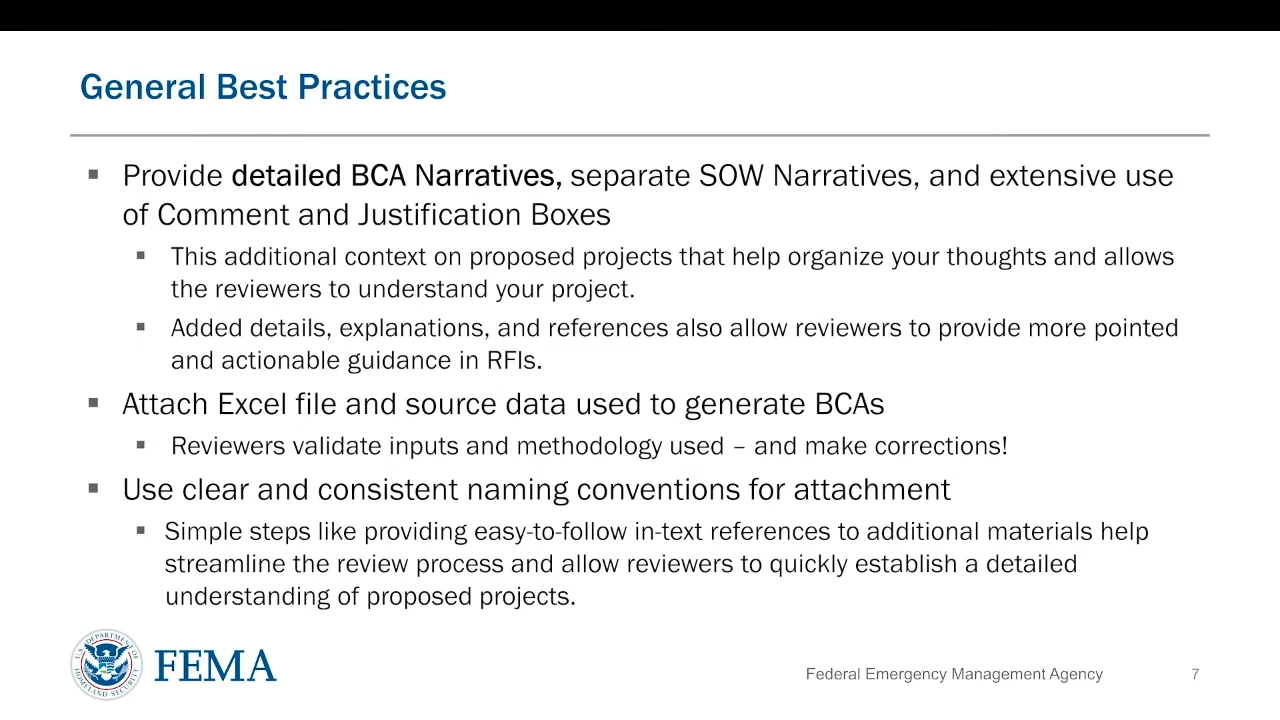 General Best Practices
▪ Provide detailed BCA Narratives, separate SOW Narratives, and extensive use
of Comment and Justification Boxes
▪ This additional context on proposed projects that help organize your thoughts and allows
the reviewers to understand your project.
▪ Added details, explanations, and references also allow reviewers to provide more pointed
and actionable guidance in RFIs.
▪ Attach Excel file and source data used to generate BCAs
▪ Reviewers validate inputs and methodology used – and make corrections!
▪ Use clear and consistent naming conventions for attachment
▪ Simple steps like providing easy-to-follow in-text references to additional materials help
streamline the review process and allow reviewers to quickly establish a detailed
understanding of proposed projects.
U.S. DEPARTMENT OF
HOMELAND SECURITY
FEMA
Federal Emergency Management Agency 7